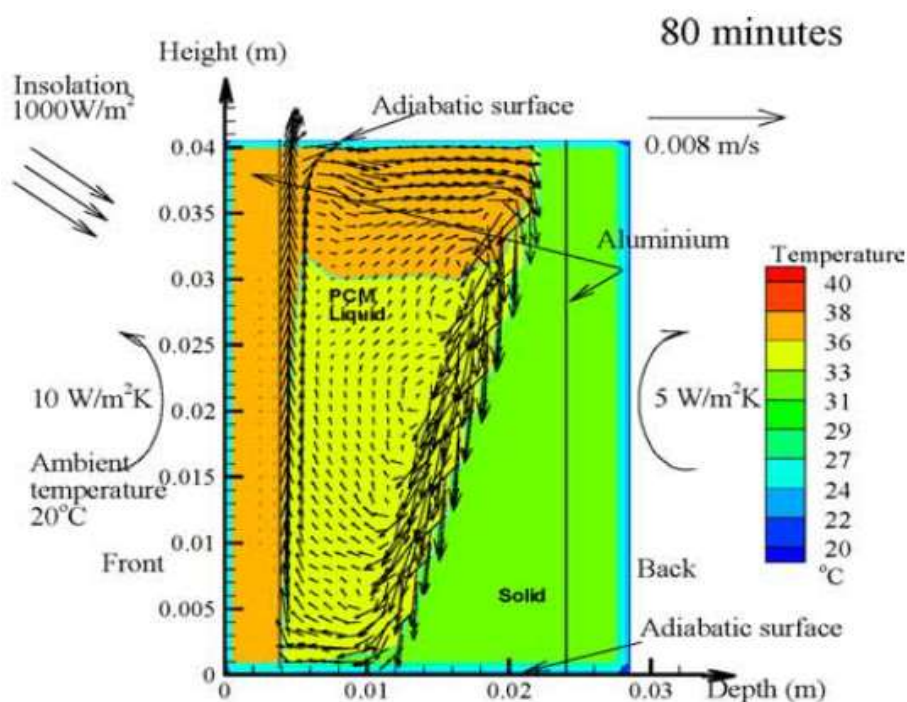 80 minutes
Height (m)
Insolation
1000W/m²
Adiabatic surface
0.008 m/s
0.04
0.035
0.03
0.025
0.02
0.015
0.01
0.005
0
Aluminium
PCM
Liquid
Temperature
40
38
36
33
31
29
27
24
22
20
°C
10 W/m²K
5 W/m²K
Ambient
temperature
20°C
Front
Back
Solid
Adiabatic surface
0
0.01
0.02
0.03
Depth (m)